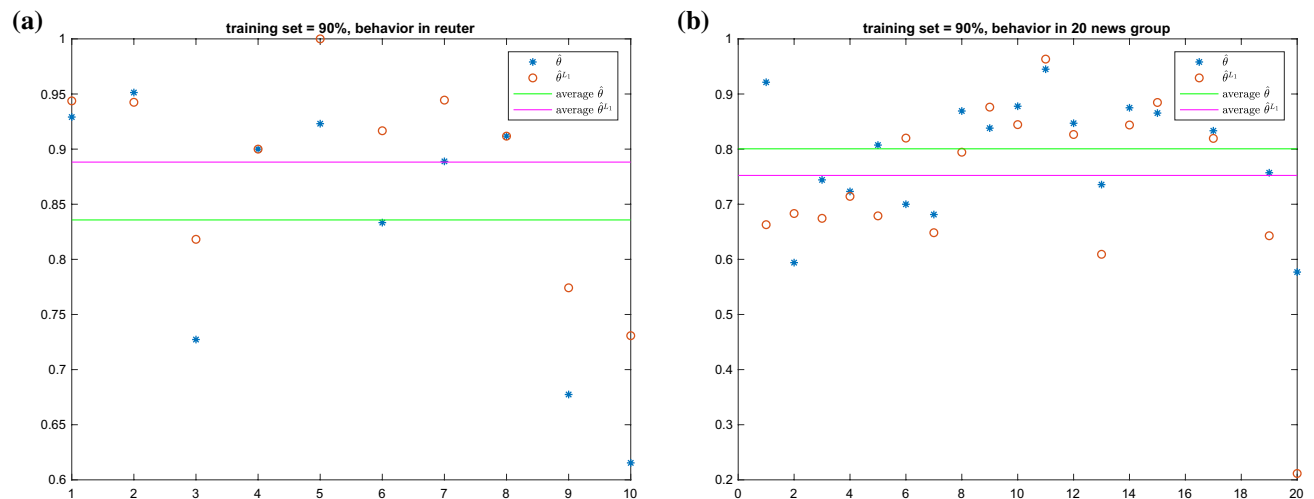 (a)
training set = 90%, behavior in reuter
1
0.95
0.9
0.85
0.8
0.75
0.7
0.65
0.6
1 2 3 4 5 6 7 8 9 10
θ̂
θ̂^{L₁}
average θ̂
average θ̂^{L₁}
(b)
training set = 90%, behavior in 20 news group
1
0.9
0.8
0.7
0.6
0.5
0.4
0.3
0.2
0 2 4 6 8 10 12 14 16 18 20
θ̂
θ̂^{L₁}
average θ̂
average θ̂^{L₁}